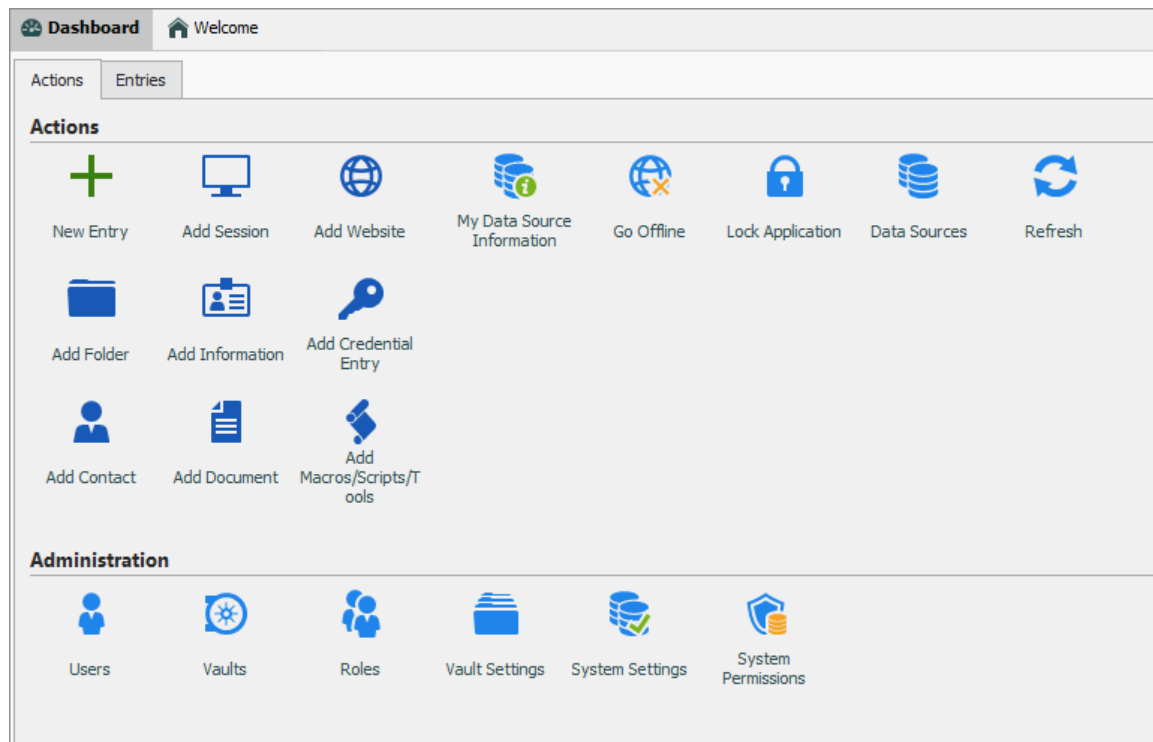 Dashboard
Welcome
Actions
Entries
Actions
New Entry
Add Session
Add Website
My Data Source
Information
Go Offline
Lock Application
Data Sources
Refresh
Add Folder
Add Information
Add Credential
Entry
Add Contact
Add Document
Add
Macros/Scripts/T
ools
Administration
Users
Vaults
Roles
Vault Settings
System Settings
System
Permissions